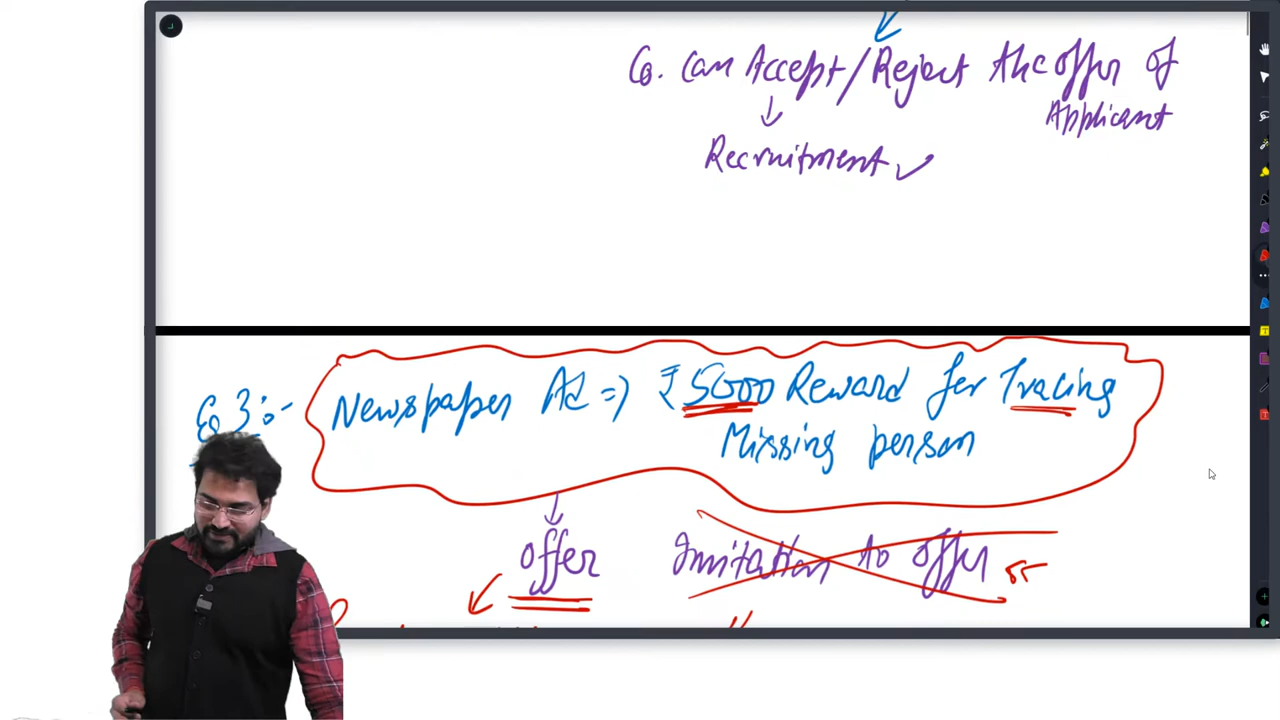 Co. Can Accept/Reject the offer of
Applicant
Recruitment
Eg 3:-
Newspaper Ad => ₹5000 Reward for Tracing
Missing person
Offer
Invitation to offer